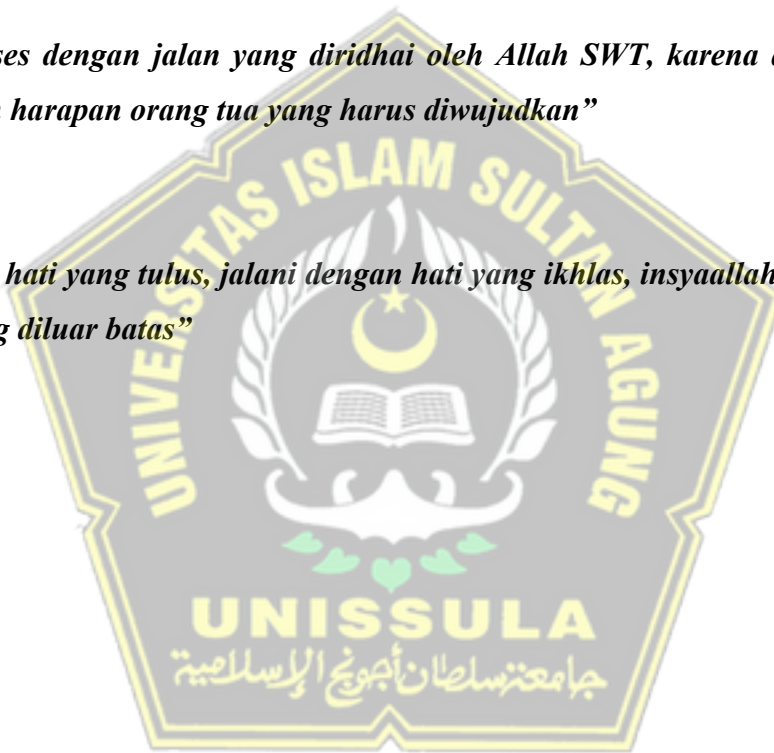 ses dengan jalan yang diridhai oleh Allah SWT, karena
harapan orang tua yang harus diwujudkan”
UNIVERSITAS ISLAM SULTAN AGUNG
hati yang tulus, jalani dengan hati yang ikhlas, insyaallah
diluar batas”
UNISSULA
جامعة سلطان أجونج الإسلامية